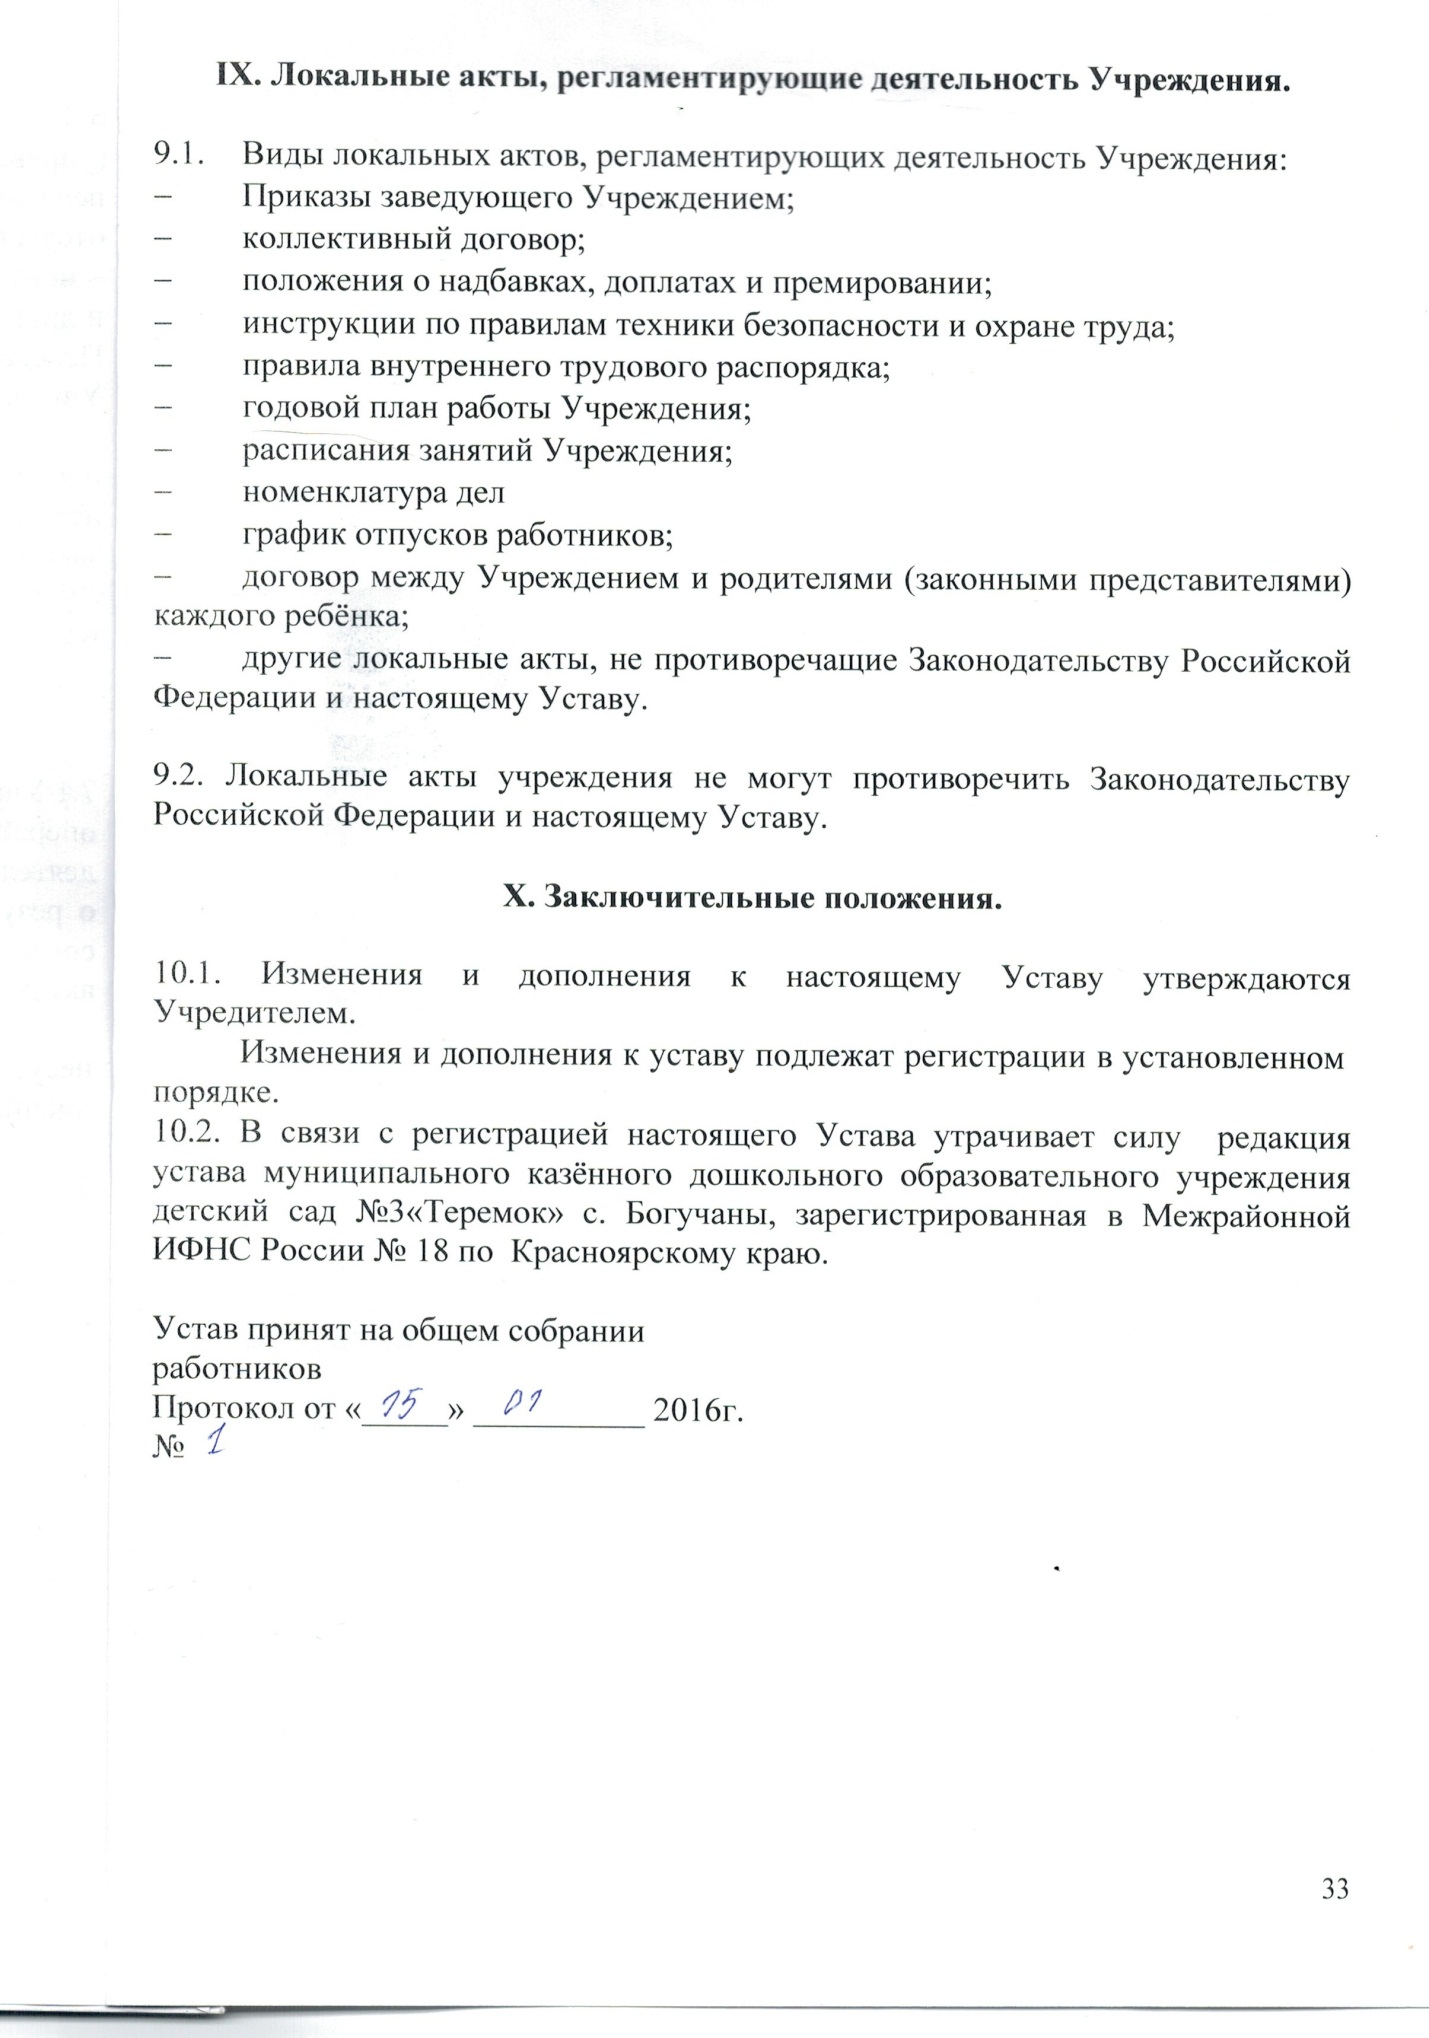 IX. Локальные акты, регламентирующие деятельность Учреждения.
9.1. Виды локальных актов, регламентирующих деятельность Учреждения:
– Приказы заведующего Учреждением;
– коллективный договор;
– положения о надбавках, доплатах и премировании;
– инструкции по правилам техники безопасности и охране труда;
– правила внутреннего трудового распорядка;
– годовой план работы Учреждения;
– расписания занятий Учреждения;
– номенклатура дел
– график отпусков работников;
– договор между Учреждением и родителями (законными представителями)
каждого ребёнка;
– другие локальные акты, не противоречащие Законодательству Российской
Федерации и настоящему Уставу.
9.2. Локальные акты учреждения не могут противоречить Законодательству
Российской Федерации и настоящему Уставу.
X. Заключительные положения.
10.1. Изменения и дополнения к настоящему Уставу утверждаются
Учредителем.
Изменения и дополнения к уставу подлежат регистрации в установленном
порядке.
10.2. В связи с регистрацией настоящего Устава утрачивает силу редакция
устава муниципального казённого дошкольного образовательного учреждения
детский сад №3«Теремок» с. Богучаны, зарегистрированная в Межрайонной
ИФНС России № 18 по Красноярскому краю.
Устав принят на общем собрании
работников
Протокол от «15» 01 2016г.
№ 1
33